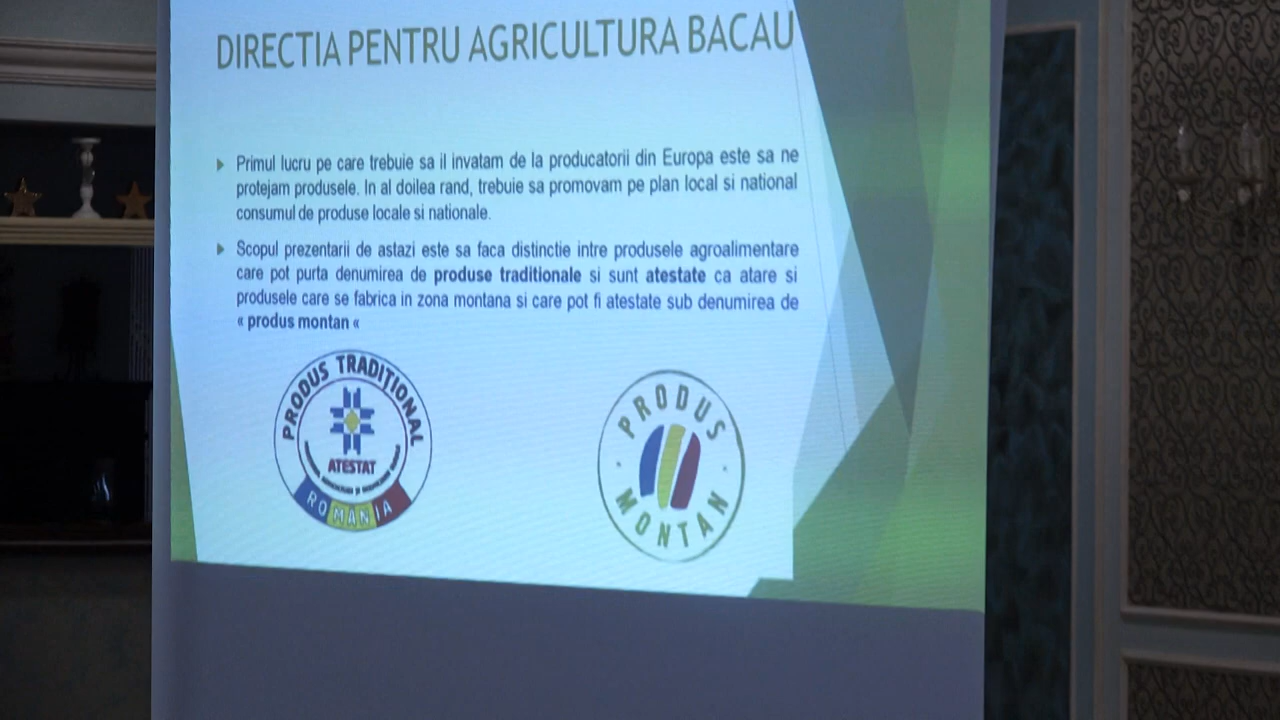 DIRECTIA PENTRU AGRICULTURA BACAU
Primul lucru pe care trebuie sa il invatam de la producatorii din Europa este sa ne
protejam produsele. In al doilea rand, trebuie sa promovam pe plan local si national
consumul de produse locale si nationale.
Scopul prezentarii de astazi este sa faca distinctie intre produsele agroalimentare
care pot purta denumirea de produse traditionale si sunt atestate ca atare si
produsele care se fabrica in zona montana si care pot fi atestate sub denumirea de
« produs montan «
PRODUS TRADIȚIONAL
ATESTAT
ROMÂNIA
PRODUS
MONTAN